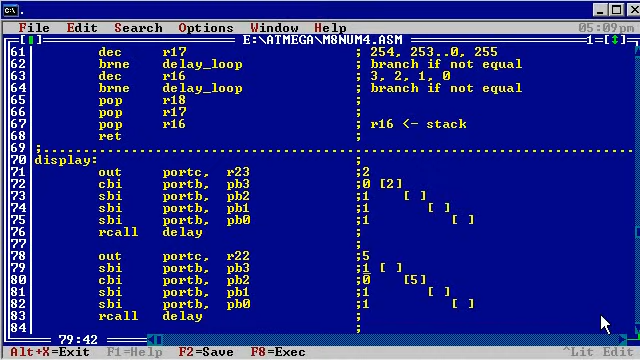 C:\ .
File Edit Search Options Window Help 05:09pm
E:\ATMEGA\M8NUM4.ASM 1=[↕]
61 dec r17 ; 254, 253..0, 255
62 brne delay_loop ; branch if not equal
63 dec r16 ; 3, 2, 1, 0
64 brne delay_loop ; branch if not equal
65 pop r18 ;
66 pop r17 ;
67 pop r16 ; r16 <- stack
68 ret ;
69 ;................................................................
70 display: ;
71 out portc, r23 ;2
72 cbi portb, pb3 ;0 [2]
73 sbi portb, pb2 ;1 [ ]
74 sbi portb, pb1 ;1 [ ]
75 sbi portb, pb0 ;1 [ ]
76 rcall delay ;
77 ;
78 out portc, r22 ;5
79 sbi portb, pb3 ;1 [ ]
80 cbi portb, pb2 ;0 [5]
81 sbi portb, pb1 ;1 [ ]
82 sbi portb, pb0 ;1 [ ]
83 rcall delay ;
84 ;
79:42
Alt+X=Exit F1=Help F2=Save F8=Exec ^Lit Edit